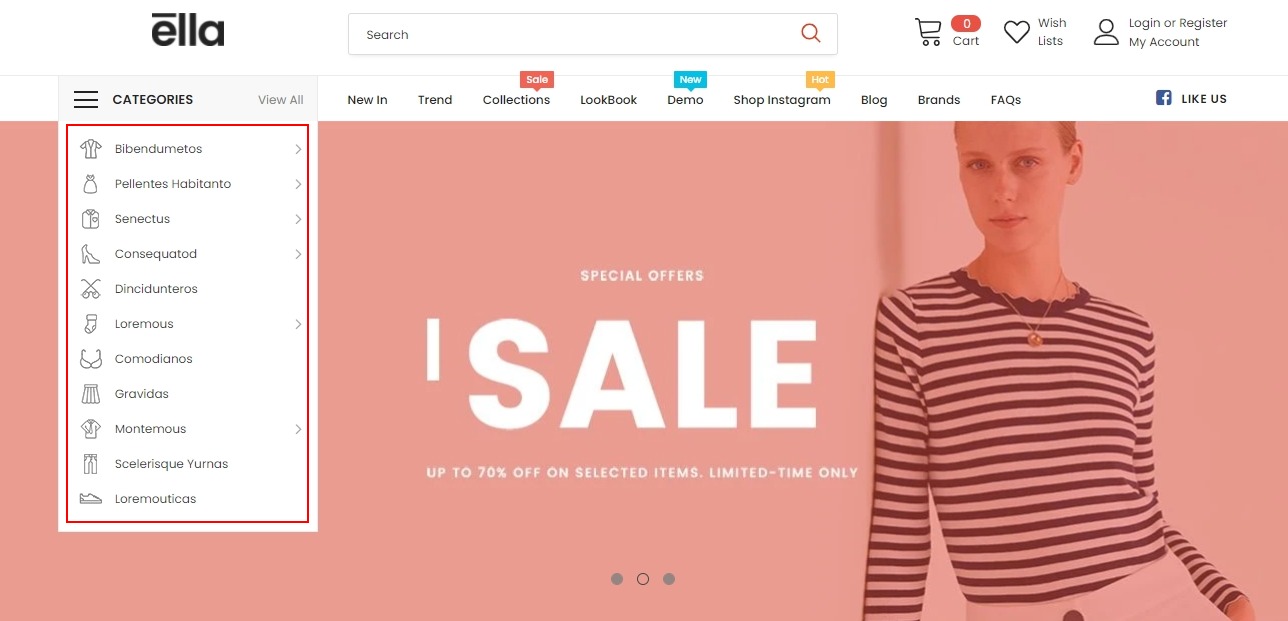 ella
Search
0
Cart
Wish
Lists
Login or Register
My Account
CATEGORIES
View All
Sale
New
Hot
New In
Trend
Collections
LookBook
Demo
Shop Instagram
Blog
Brands
FAQs
LIKE US
Bibendumetos
Pellentes Habitanto
Senectus
Consequatod
Dincidunteros
Loremous
Comodianos
Gravidas
Montemous
Scelerisque Yurnas
Loremouticas
SPECIAL OFFERS
SALE
UP TO 70% OFF ON SELECTED ITEMS. LIMITED-TIME ONLY